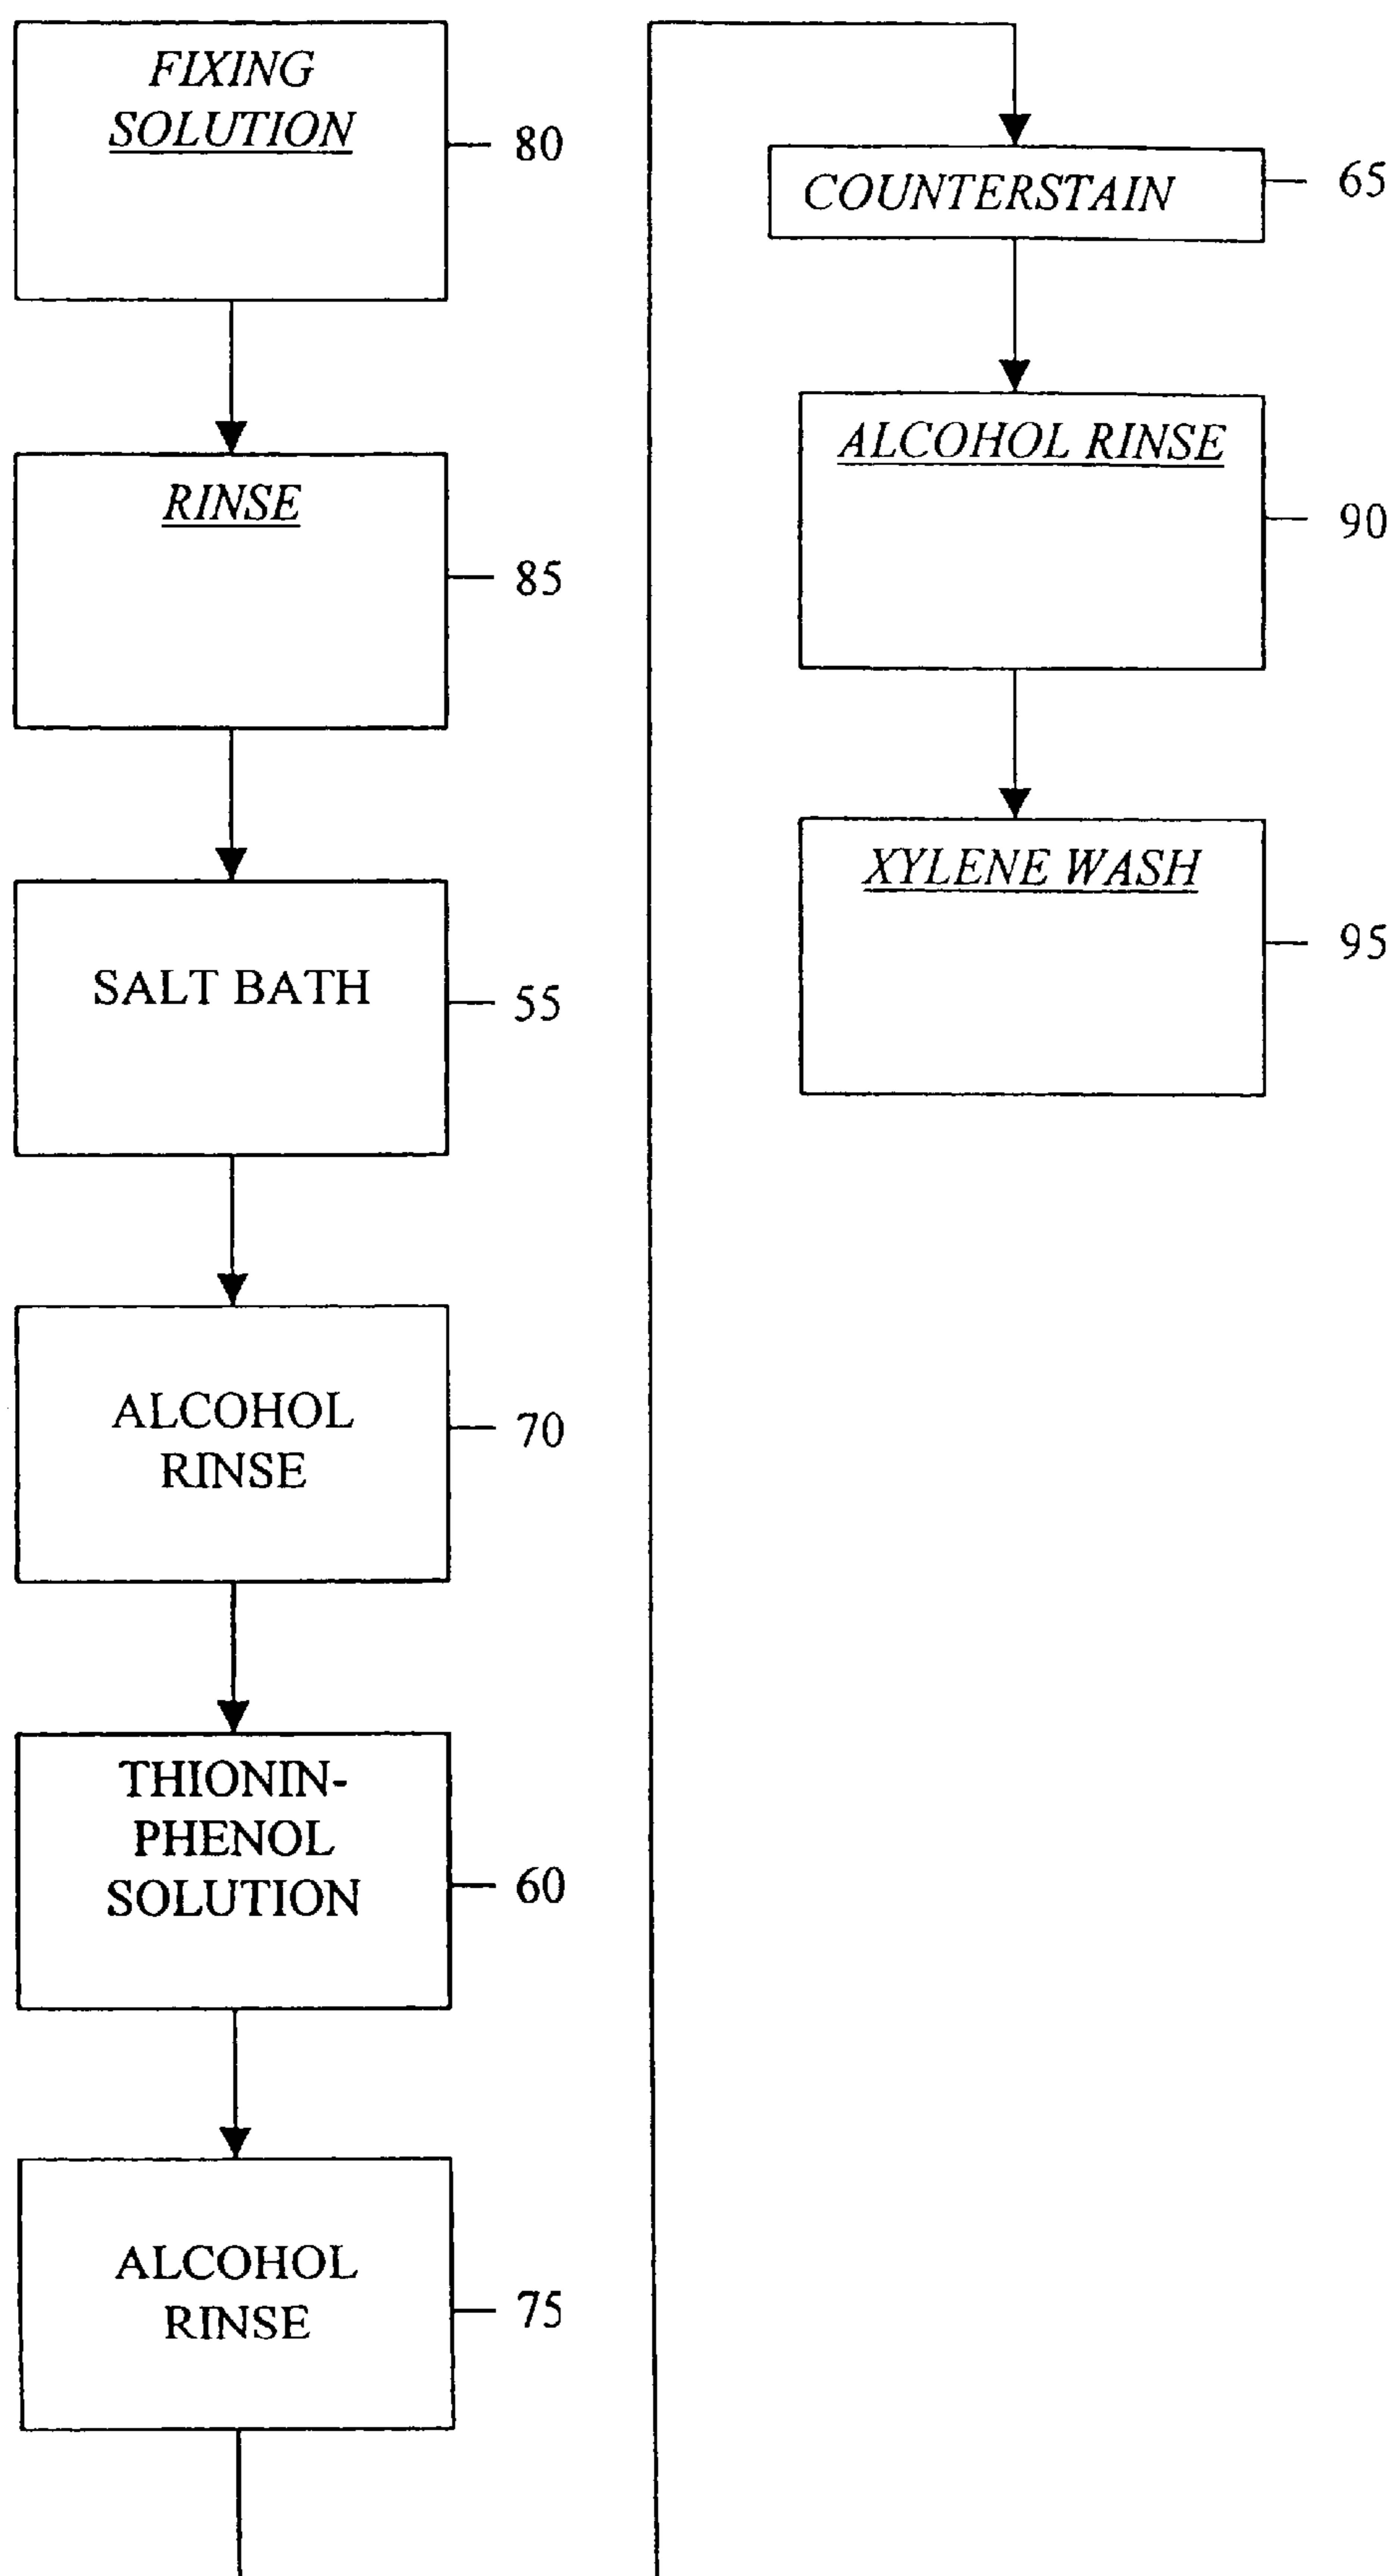 FIXING
SOLUTION
80
RINSE
85
SALT BATH
55
ALCOHOL
RINSE
70
THIONIN-
PHENOL
SOLUTION
60
ALCOHOL
RINSE
75
COUNTERSTAIN
65
ALCOHOL RINSE
90
XYLENE WASH
95